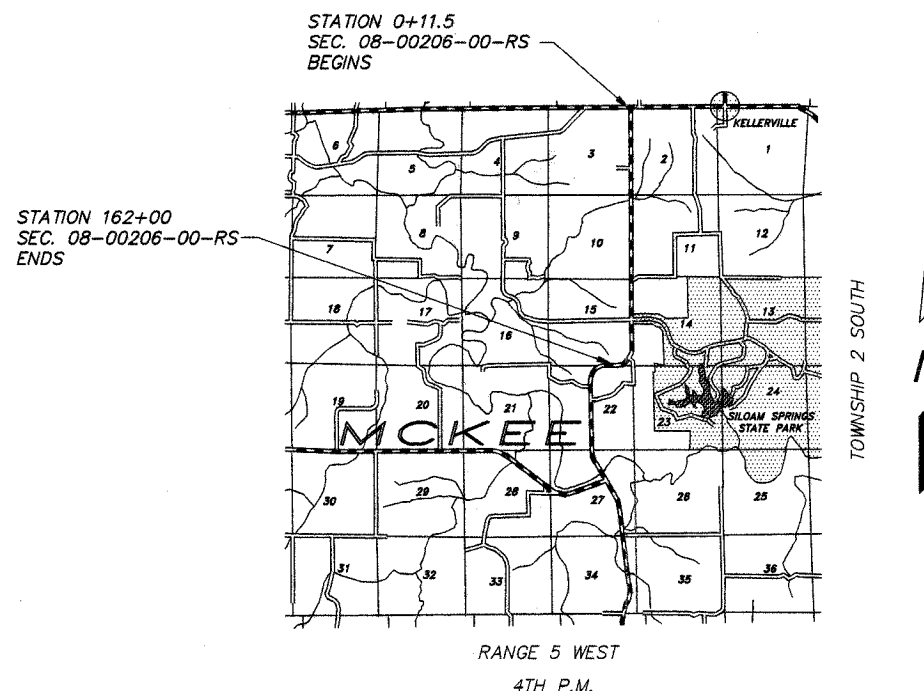 STATION 0+11.5
SEC. 08-00206-00-RS
BEGINS
KELLERVILLE
6
5
4
3
2
1
STATION 162+00
SEC. 08-00206-00-RS
ENDS
7
8
9
10
11
12
18
17
16
15
14
13
TOWNSHIP 2 SOUTH
19
20
21
22
23
24
SILOAM SPRINGS
STATE PARK
MCKEE
30
29
28
27
26
25
31
32
33
34
35
36
RANGE 5 WEST
4TH P.M.